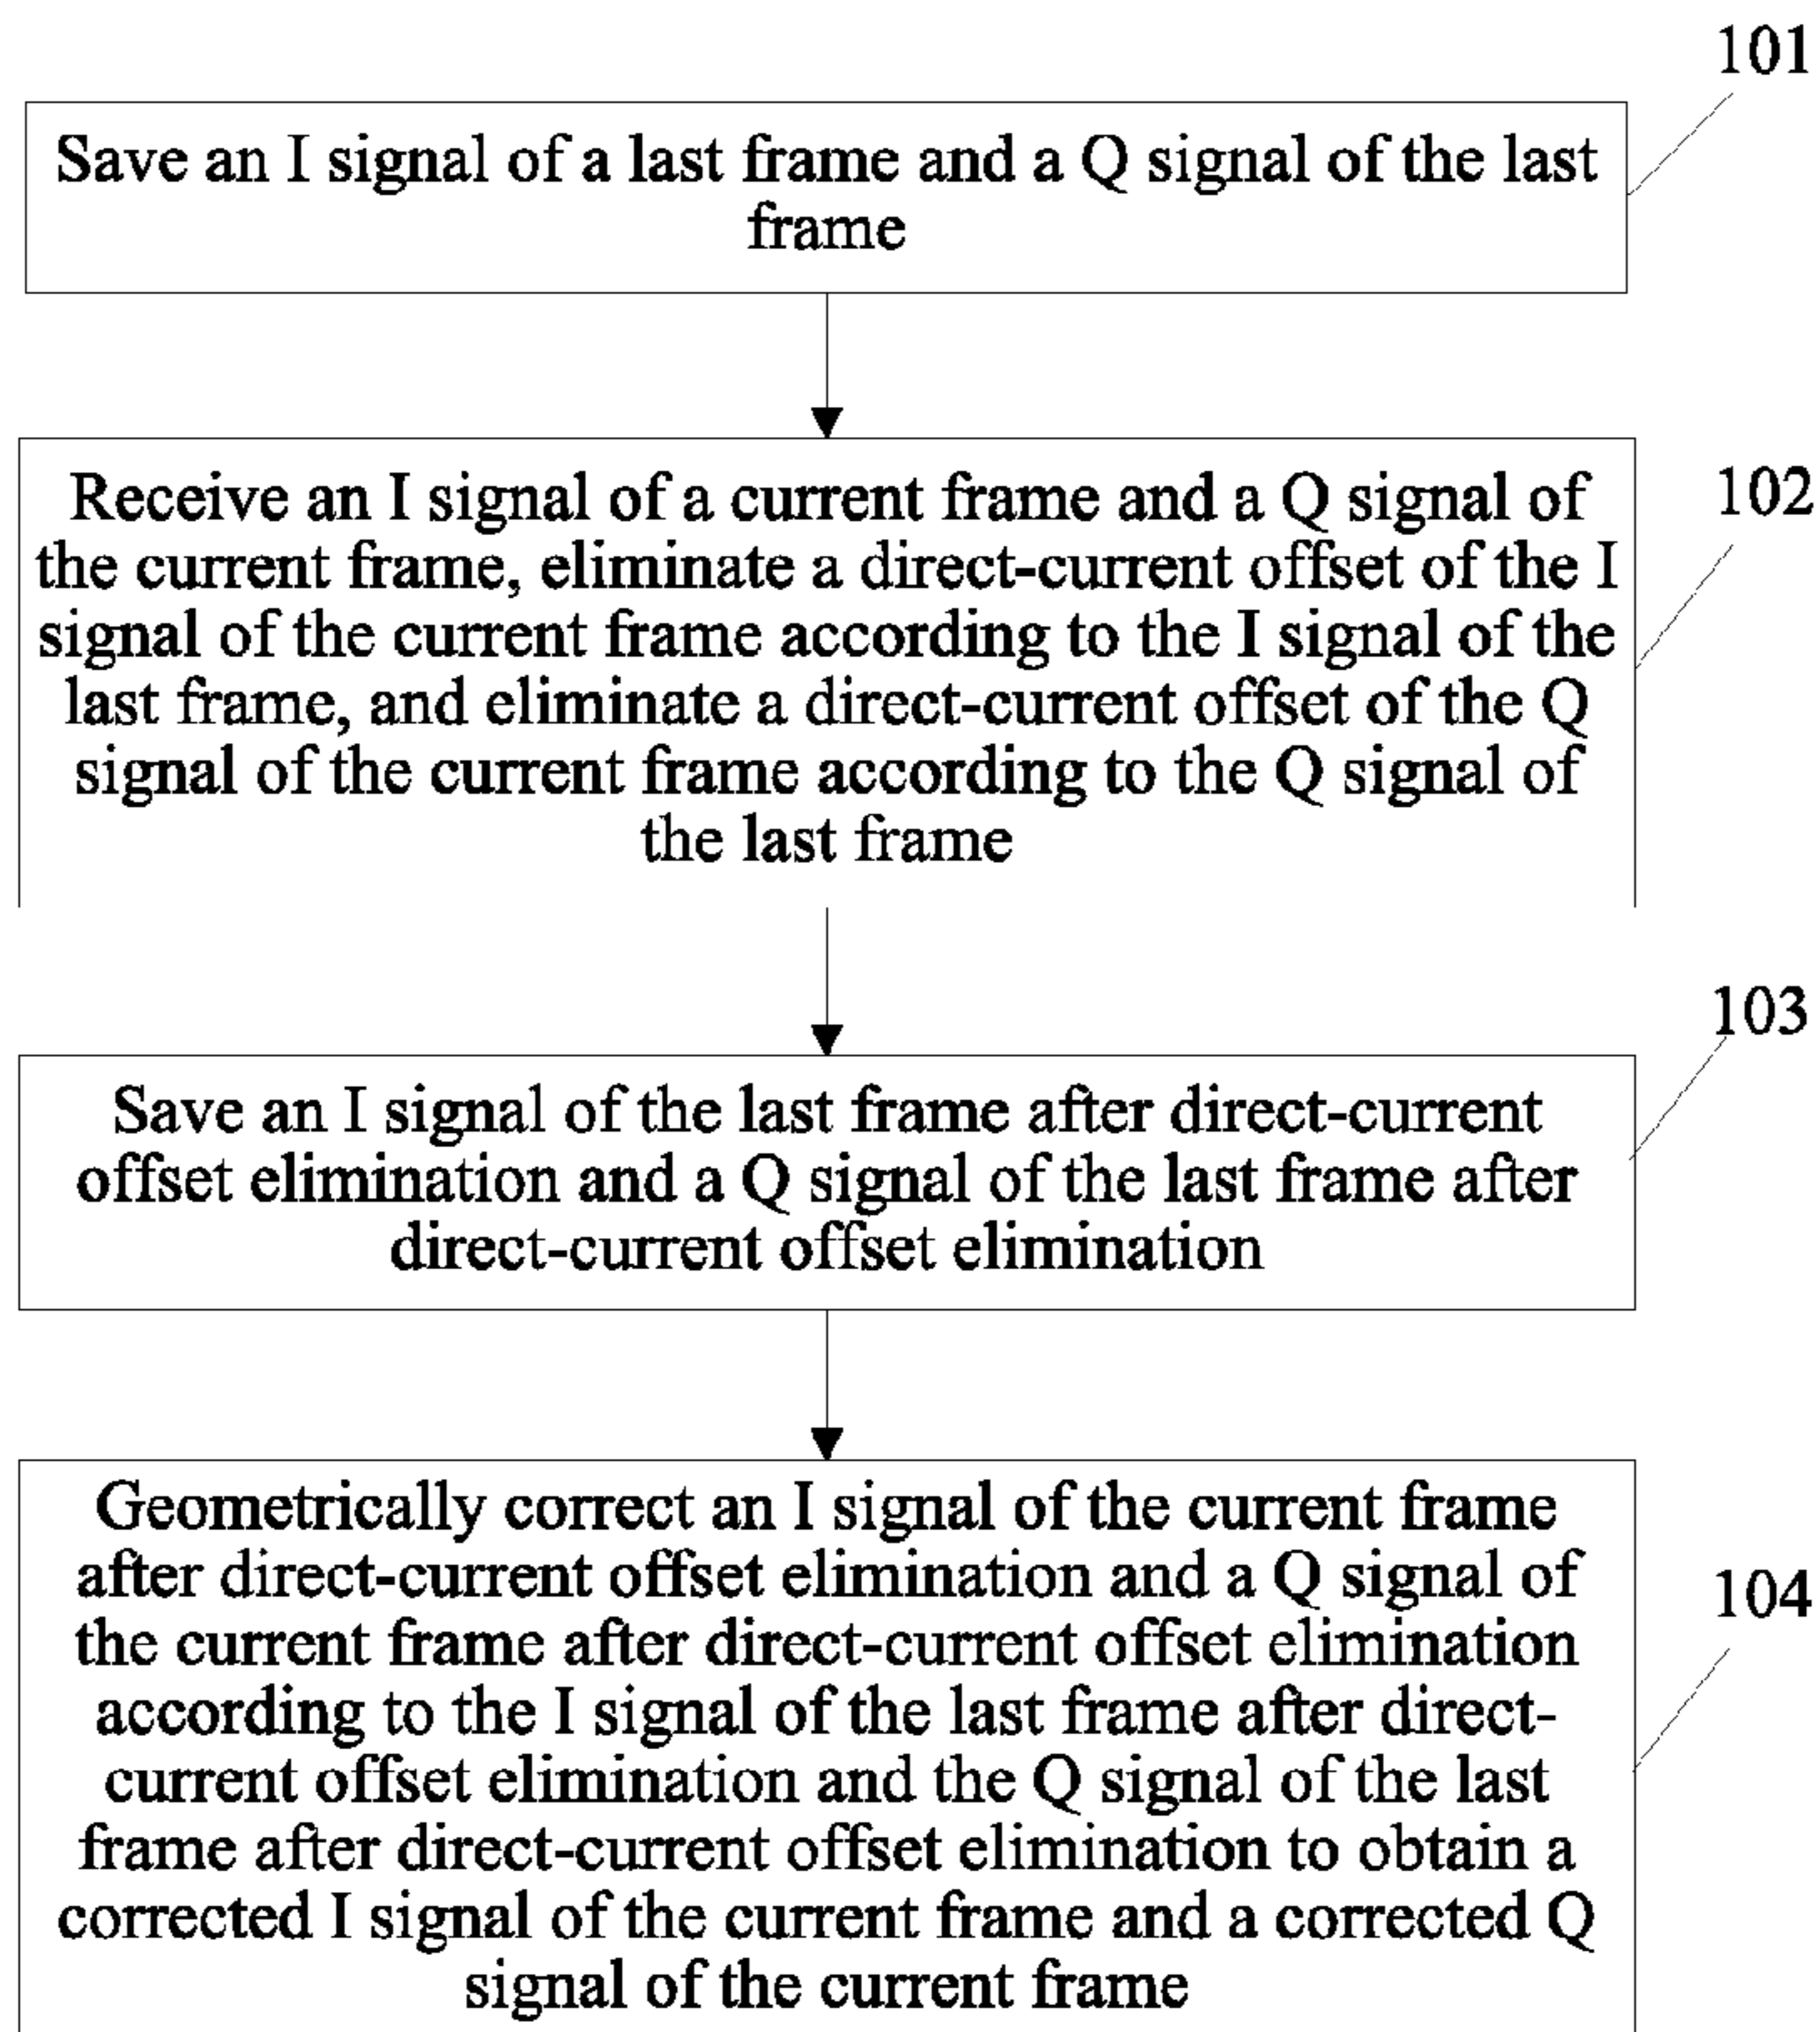 101
Save an I signal of a last frame and a Q signal of the last
frame
Receive an I signal of a current frame and a Q signal of
the current frame, eliminate a direct-current offset of the I
signal of the current frame according to the I signal of the
last frame, and eliminate a direct-current offset of the Q
signal of the current frame according to the Q signal of
the last frame
102
103
Save an I signal of the last frame after direct-current
offset elimination and a Q signal of the last frame after
direct-current offset elimination
Geometrically correct an I signal of the current frame
after direct-current offset elimination and a Q signal of
the current frame after direct-current offset elimination
according to the I signal of the last frame after direct-
current offset elimination and the Q signal of the last
frame after direct-current offset elimination to obtain a
corrected I signal of the current frame and a corrected Q
signal of the current frame
104